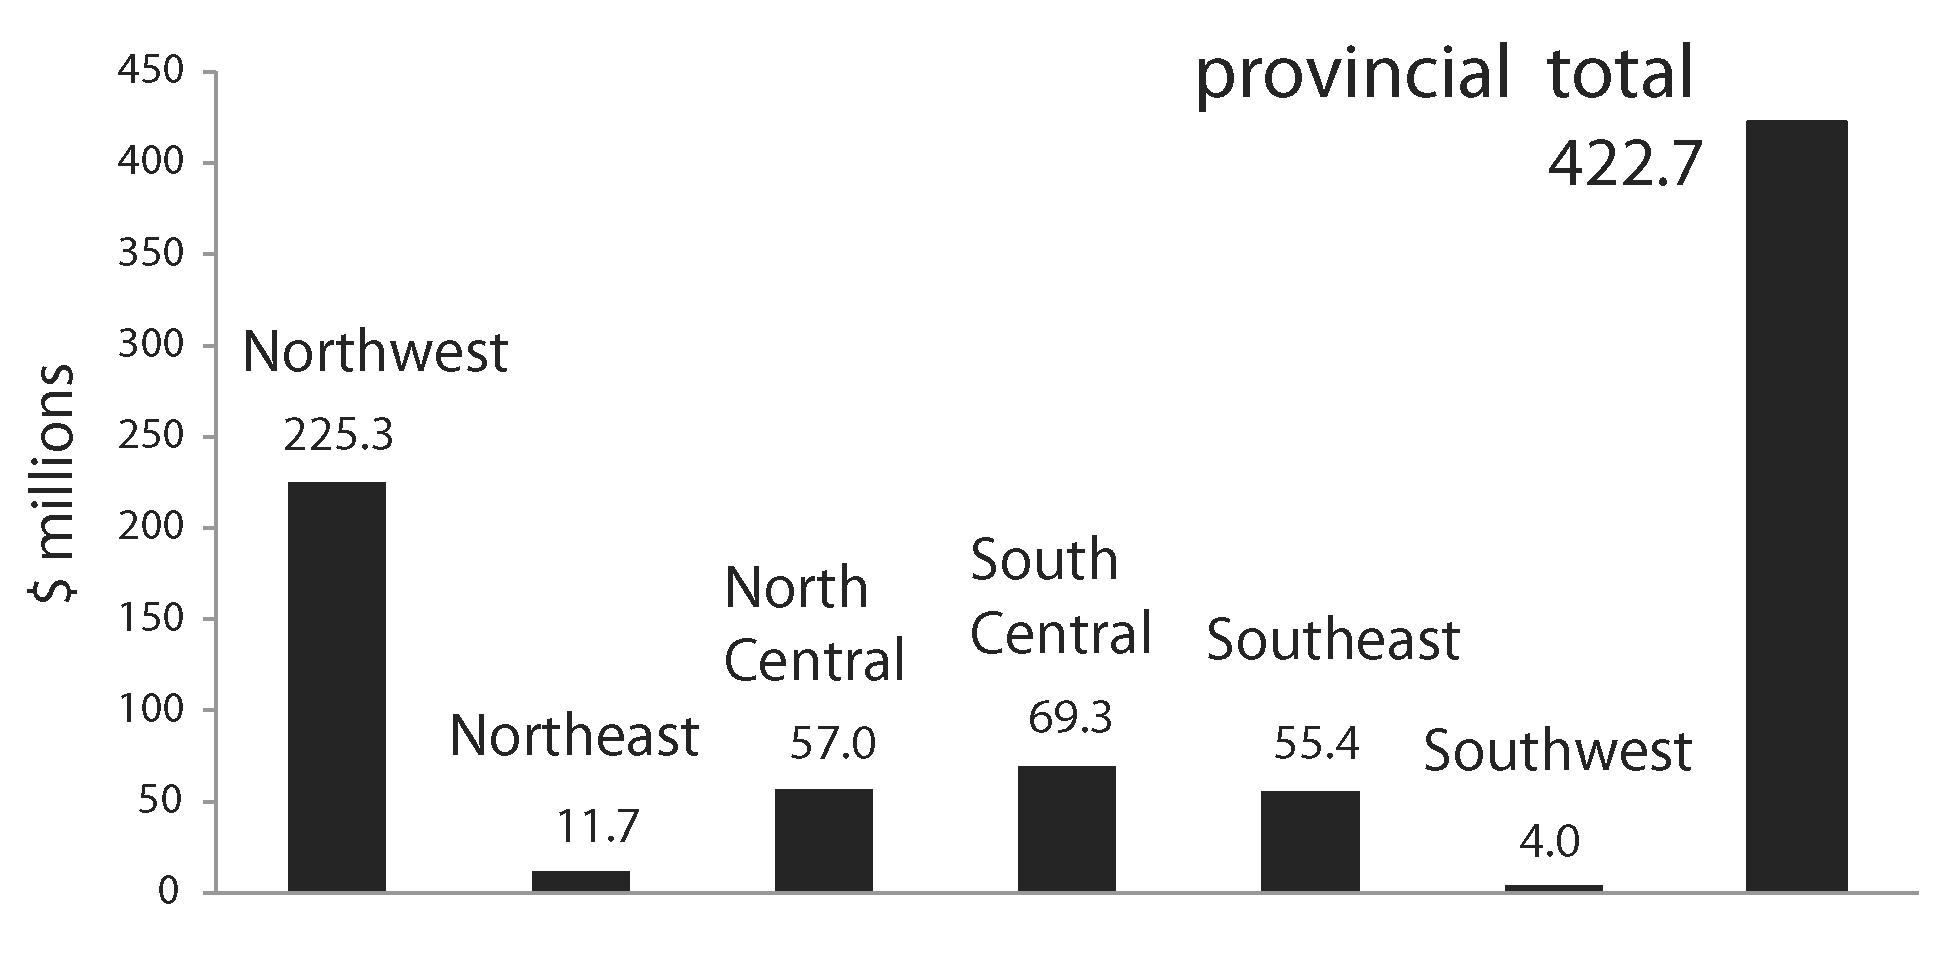 provincial total
422.7
450
400
350
300
250
200
150
100
50
0
$ millions
Northwest
225.3
Northeast
11.7
North
Central
57.0
South
Central
69.3
Southeast
55.4
Southwest
4.0